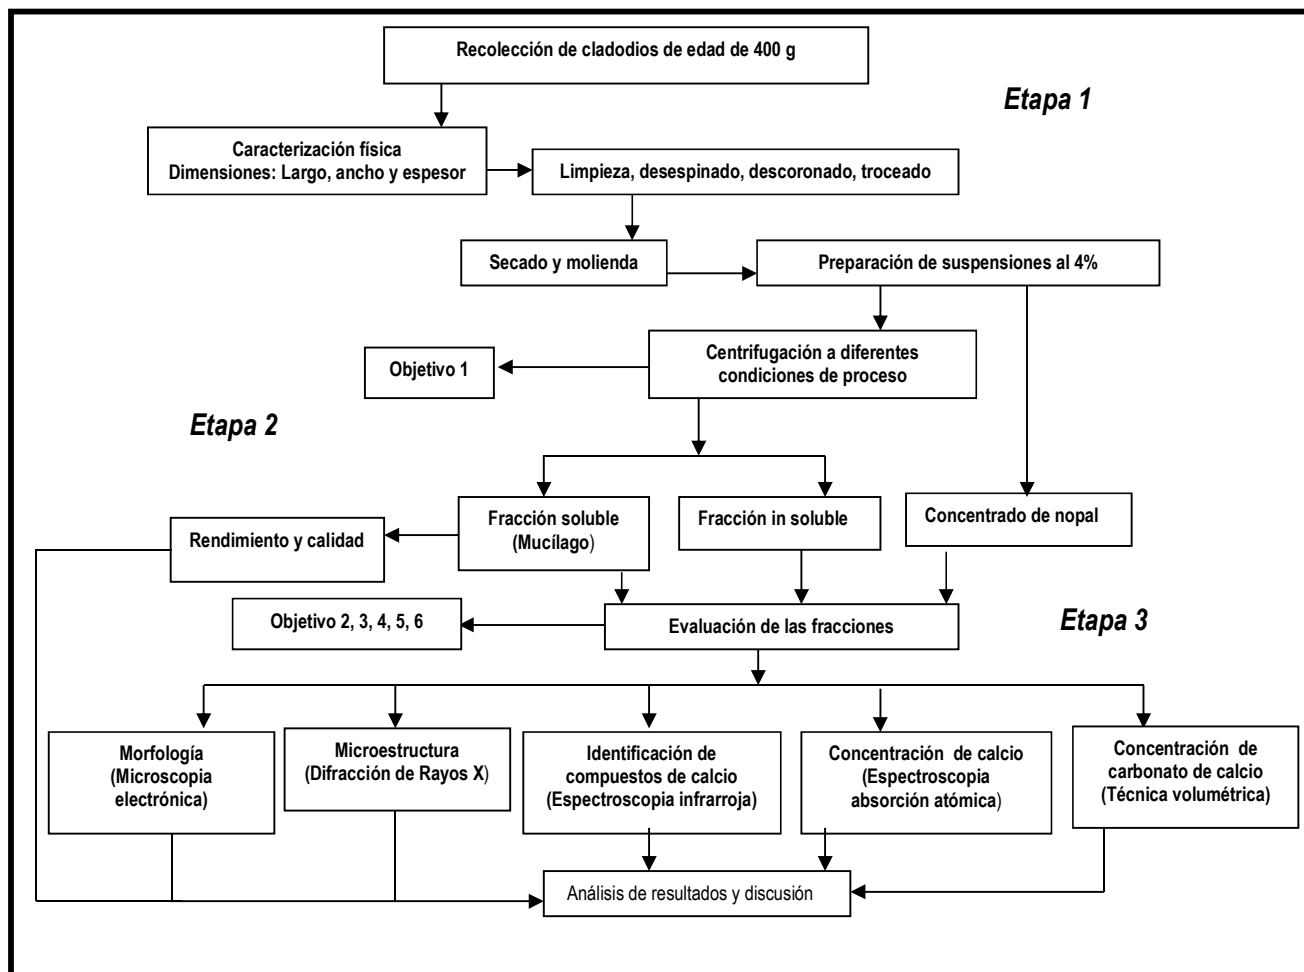 Recolección de cladodios de edad de 400 g
Etapa 1
Caracterización física
Dimensiones: Largo, ancho y espesor
Limpieza, desespinado, descoronado, troceado
Secado y molienda
Preparación de suspensiones al 4%
Centrifugación a diferentes
condiciones de proceso
Objetivo 1
Etapa 2
Fracción soluble
(Mucílago)
Fracción in soluble
Concentrado de nopal
Rendimiento y calidad
Objetivo 2, 3, 4, 5, 6
Evaluación de las fracciones
Etapa 3
Morfología
(Microscopia
electrónica)
Microestructura
(Difracción de Rayos X)
Identificación de
compuestos de calcio
(Espectroscopia infrarroja)
Concentración de calcio
(Espectroscopia
absorción atómica)
Concentración de
carbonato de calcio
(Técnica volumétrica)
Análisis de resultados y discusión